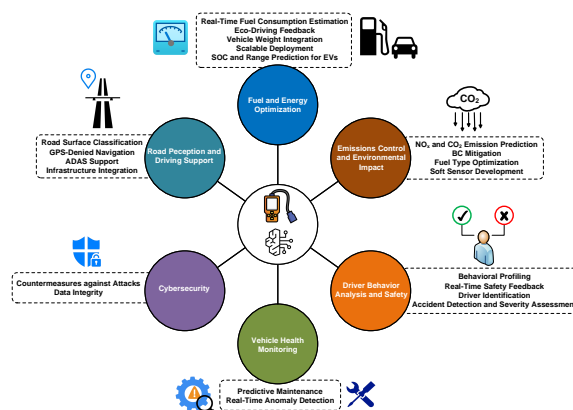 Real-Time Fuel Consumption Estimation
Eco-Driving Feedback
Vehicle Weight Integration
Scalable Deployment
SOC and Range Prediction for EVs
Fuel and Energy
Optimization
CO₂
Road Surface Classification
GPS-Denied Navigation
ADAS Support
Infrastructure Integration
Road Peception and
Driving Support
Emissions Control
and Environmental
Impact
NOₓ and CO₂ Emission Prediction
BC Mitigation
Fuel Type Optimization
Soft Sensor Development
Countermeasures against Attacks
Data Integrity
Cybersecurity
Driver Behavior
Analysis and Safety
Behavioral Profiling
Real-Time Safety Feedback
Driver Identification
Accident Detection and Severity Assessment
Vehicle Health
Monitoring
Predictive Maintenance
Real-Time Anomaly Detection